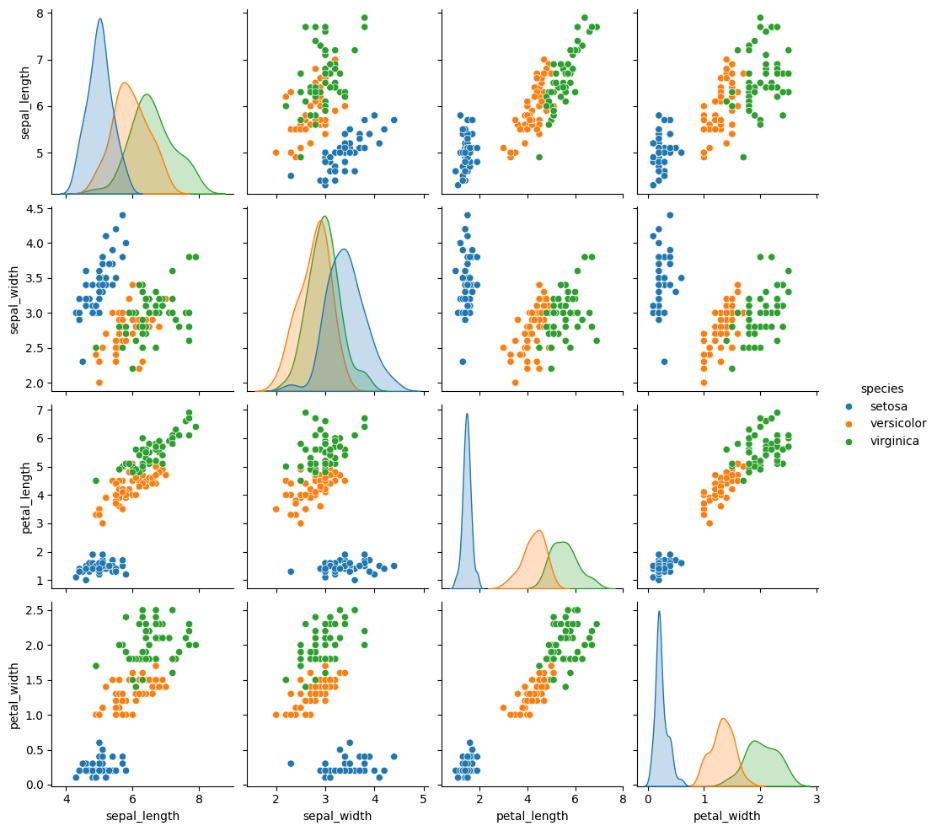 8
7
6
5
sepal_length
4.5
4.0
3.5
3.0
2.5
2.0
sepal_width
species
setosa
versicolor
virginica
7
6
5
4
3
2
1
petal_length
2.5
2.0
1.5
1.0
0.5
0.0
petal_width
4 6 8
2 3 4 5
2 4 6 8
0 1 2 3
sepal_length sepal_width petal_length petal_width